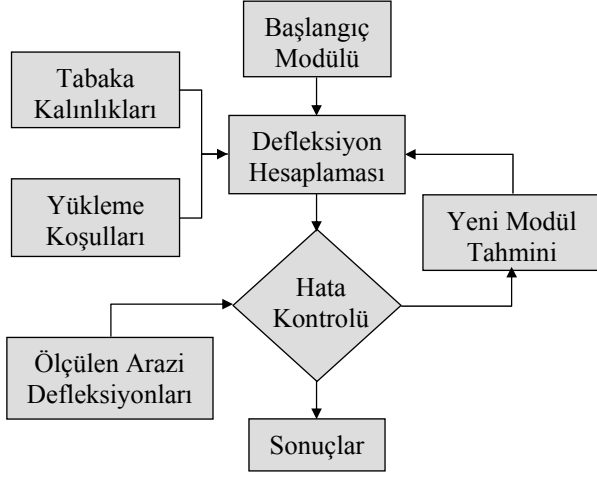 Başlangıç
Modülü
Tabaka
Kalınlıkları
Defleksiyon
Hesaplaması
Yükleme
Koşulları
Yeni Modül
Tahmini
Hata
Kontrolü
Ölçülen Arazi
Defleksiyonları
Sonuçlar